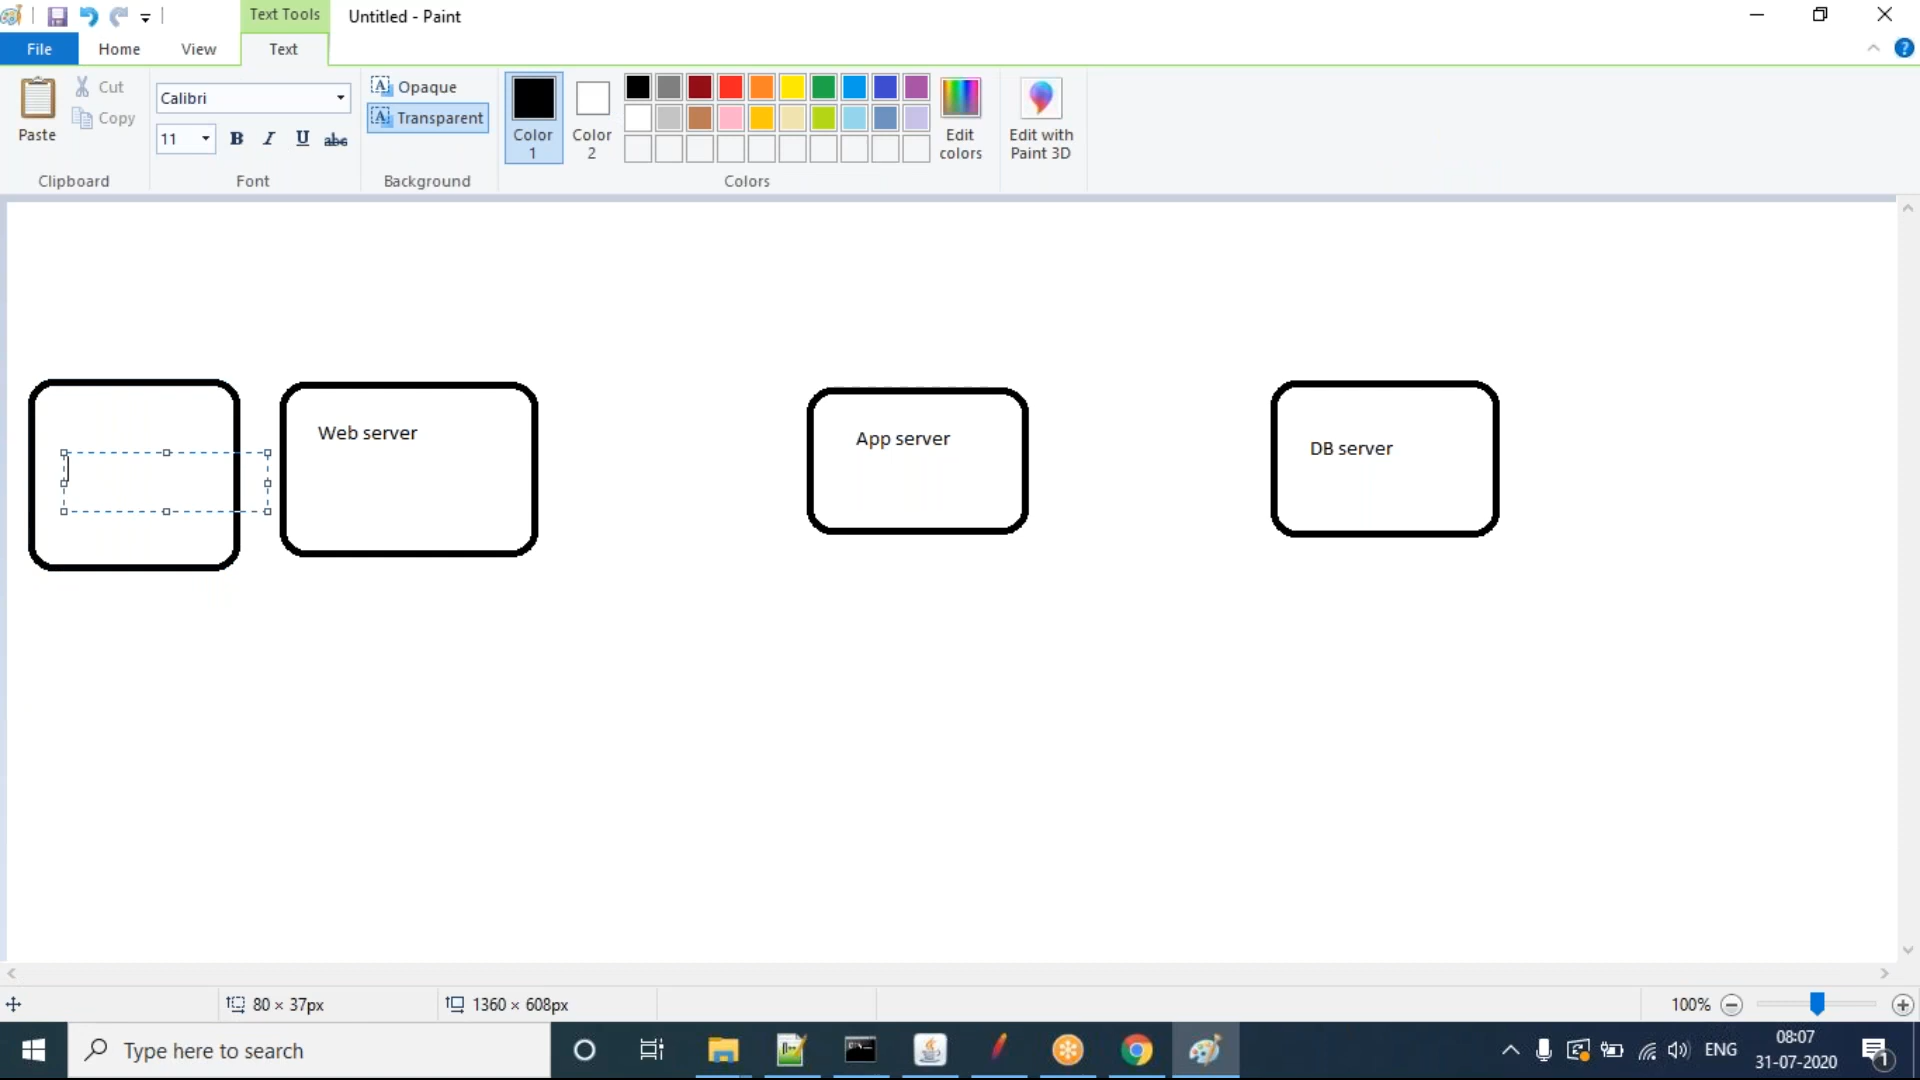 Text Tools
Untitled - Paint
File
Home
View
Text
Paste
Cut
Copy
Clipboard
Calibri
11
B
I
U
abc
Font
Opaque
Transparent
Background
Color
1
Color
2
Colors
Edit
colors
Edit with
Paint 3D
Web server
App server
DB server
80 × 37px
1360 × 608px
100%
Type here to search
ENG
08:07
31-07-2020
1